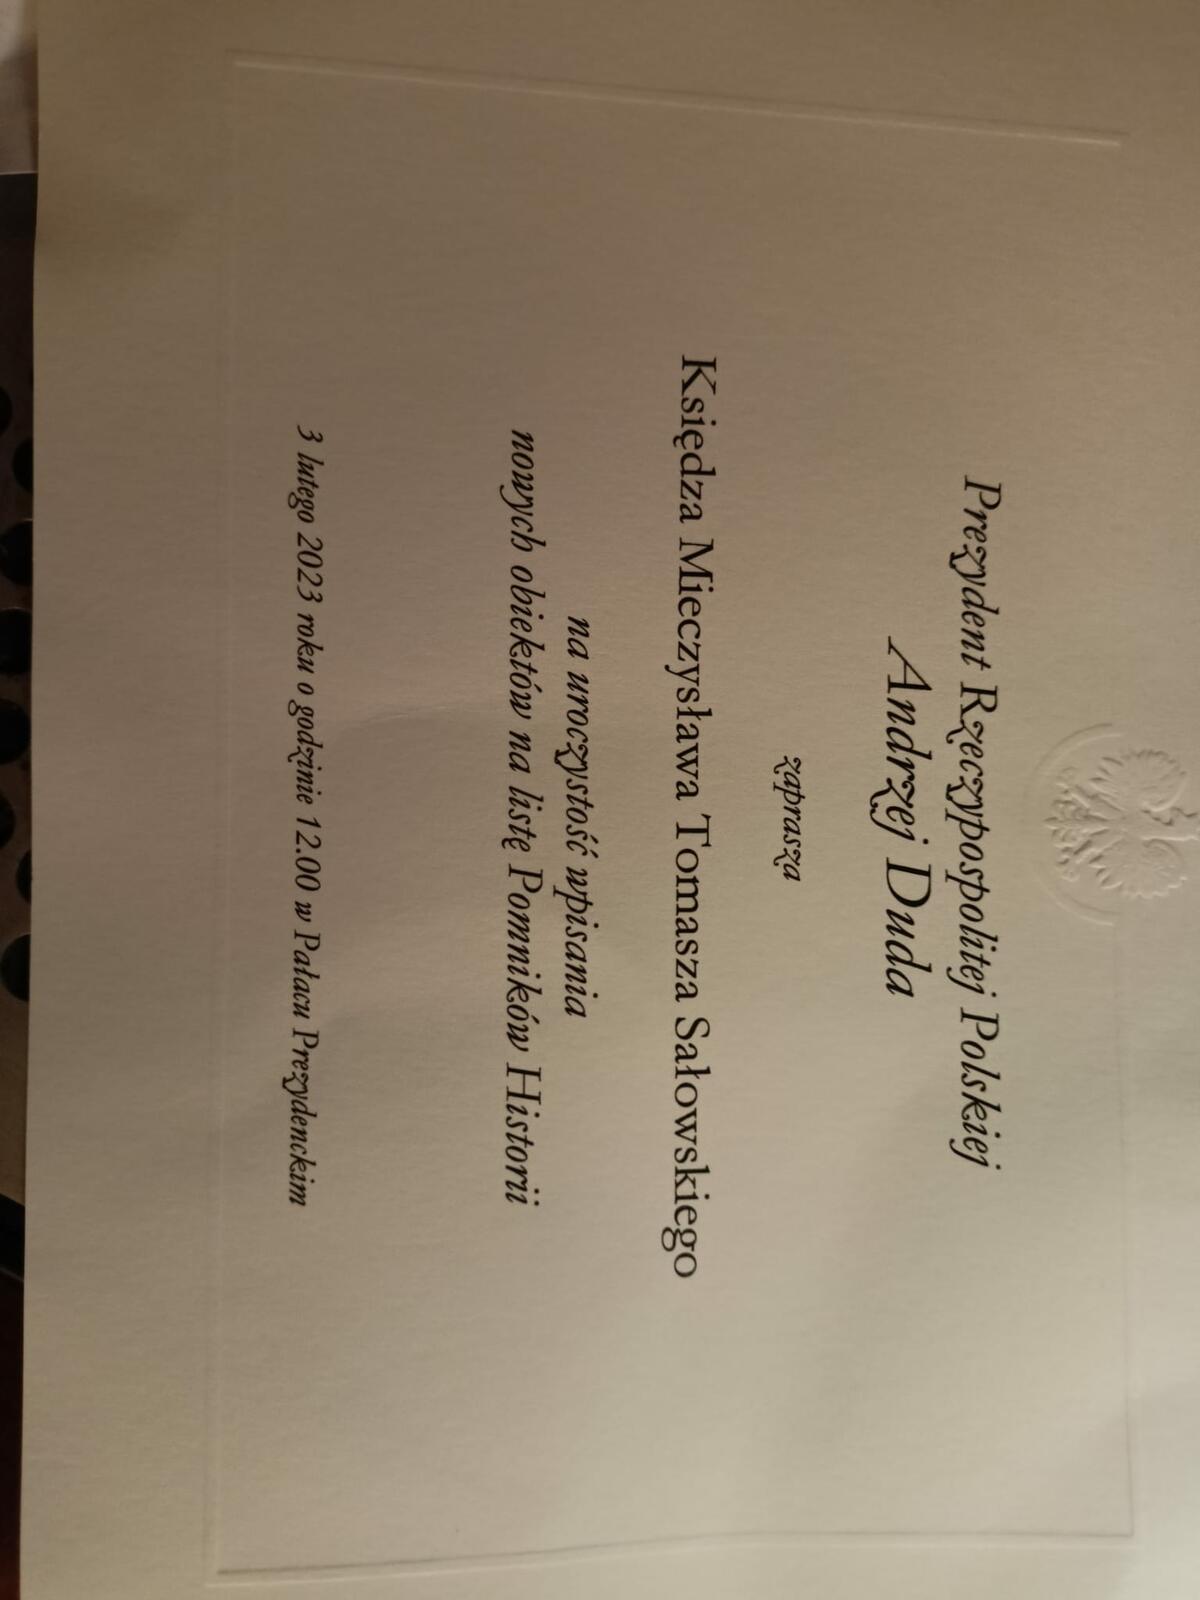 Prezydent Rzeczypospolitej Polskiej
Andrzej Duda
zaprasza
Księdza Mieczysława Tomasza Sałowskiego
na uroczystość wpisania
nowych obiektów na listę Pomników Historii
3 lutego 2023 roku o godzinie 12.00 w Pałacu Prezydenckim